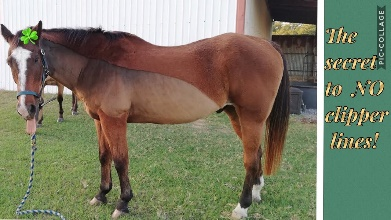 PIC•COLLAGE
The
secret
to NO
clipper
lines!